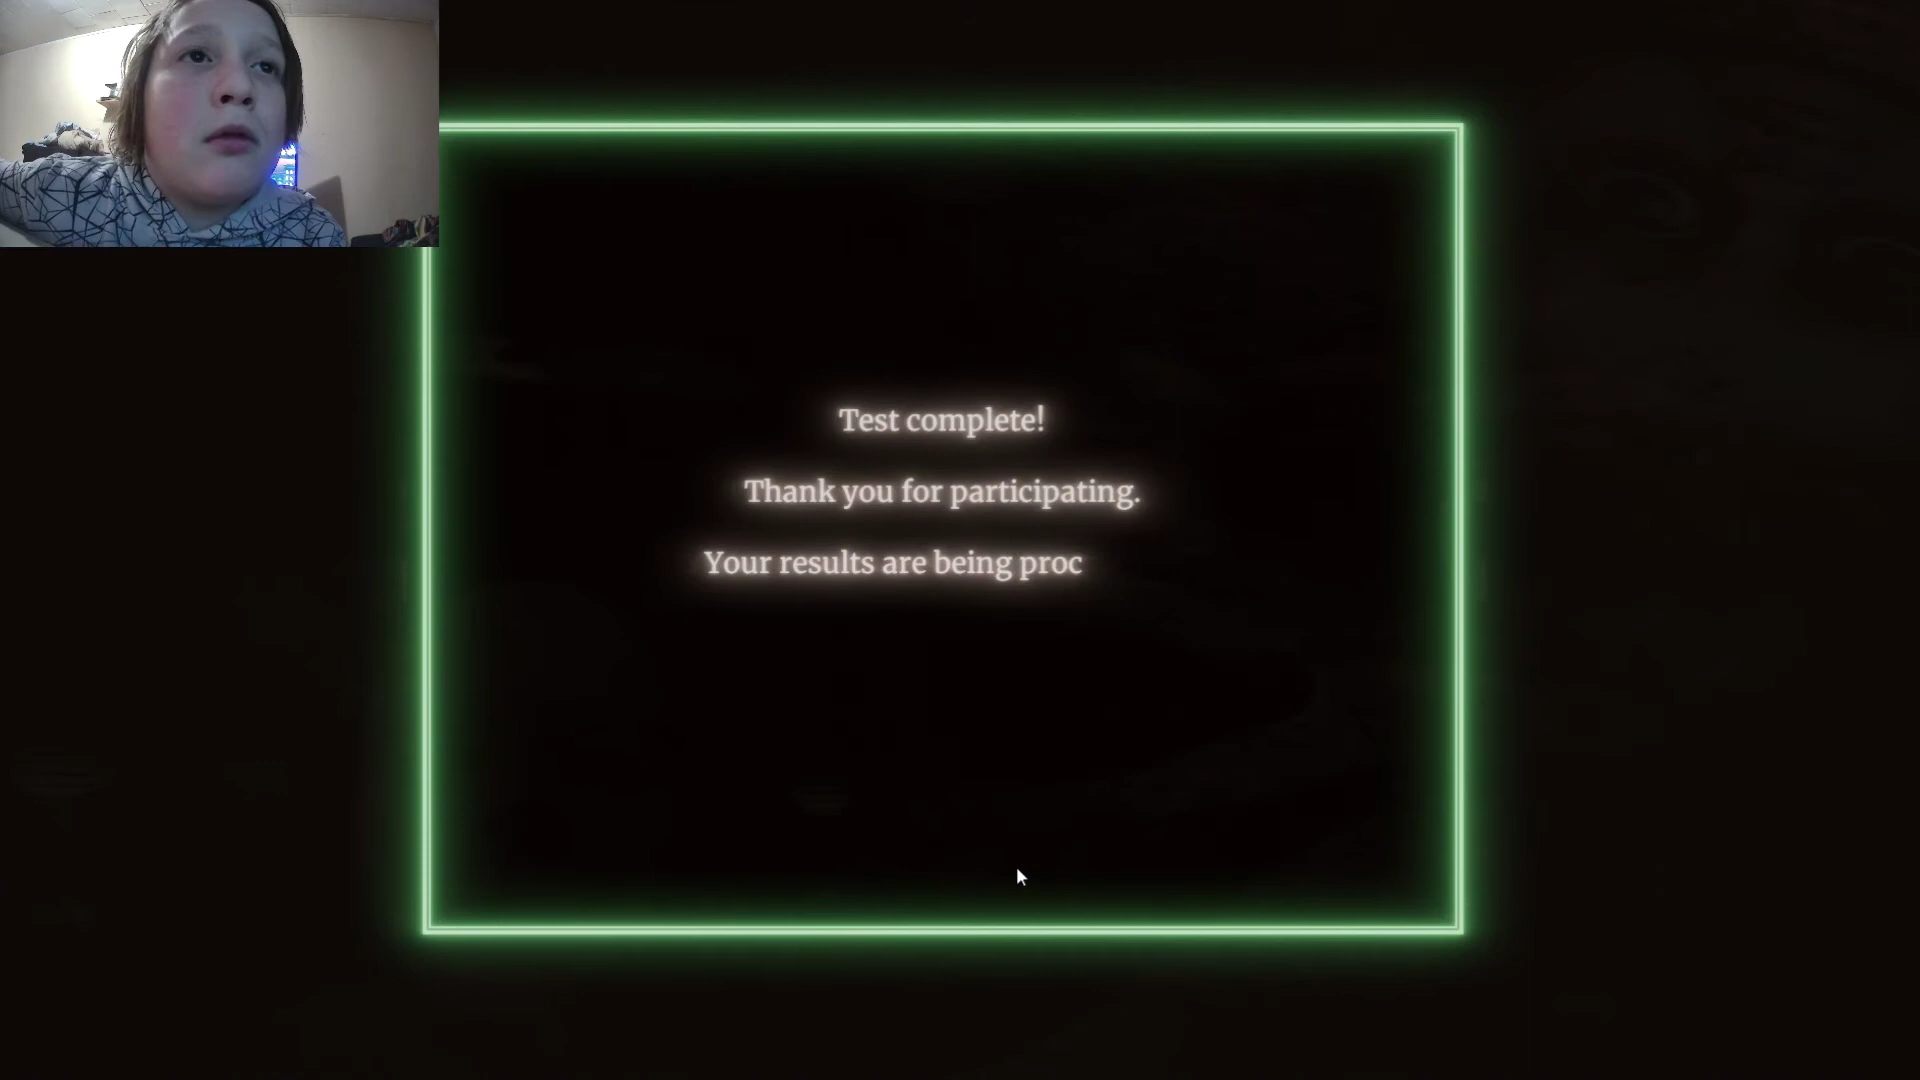 Test complete!
Thank you for participating.
Your results are being proc